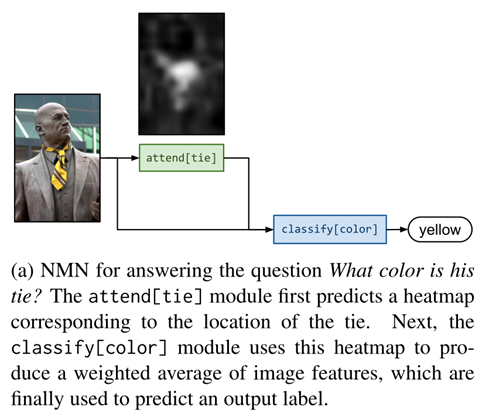 attend[tie]
classify[color]
yellow
(a) NMN for answering the question What color is his
tie? The attend[tie] module first predicts a heatmap
corresponding to the location of the tie. Next, the
classify[color] module uses this heatmap to pro-
duce a weighted average of image features, which are
finally used to predict an output label.